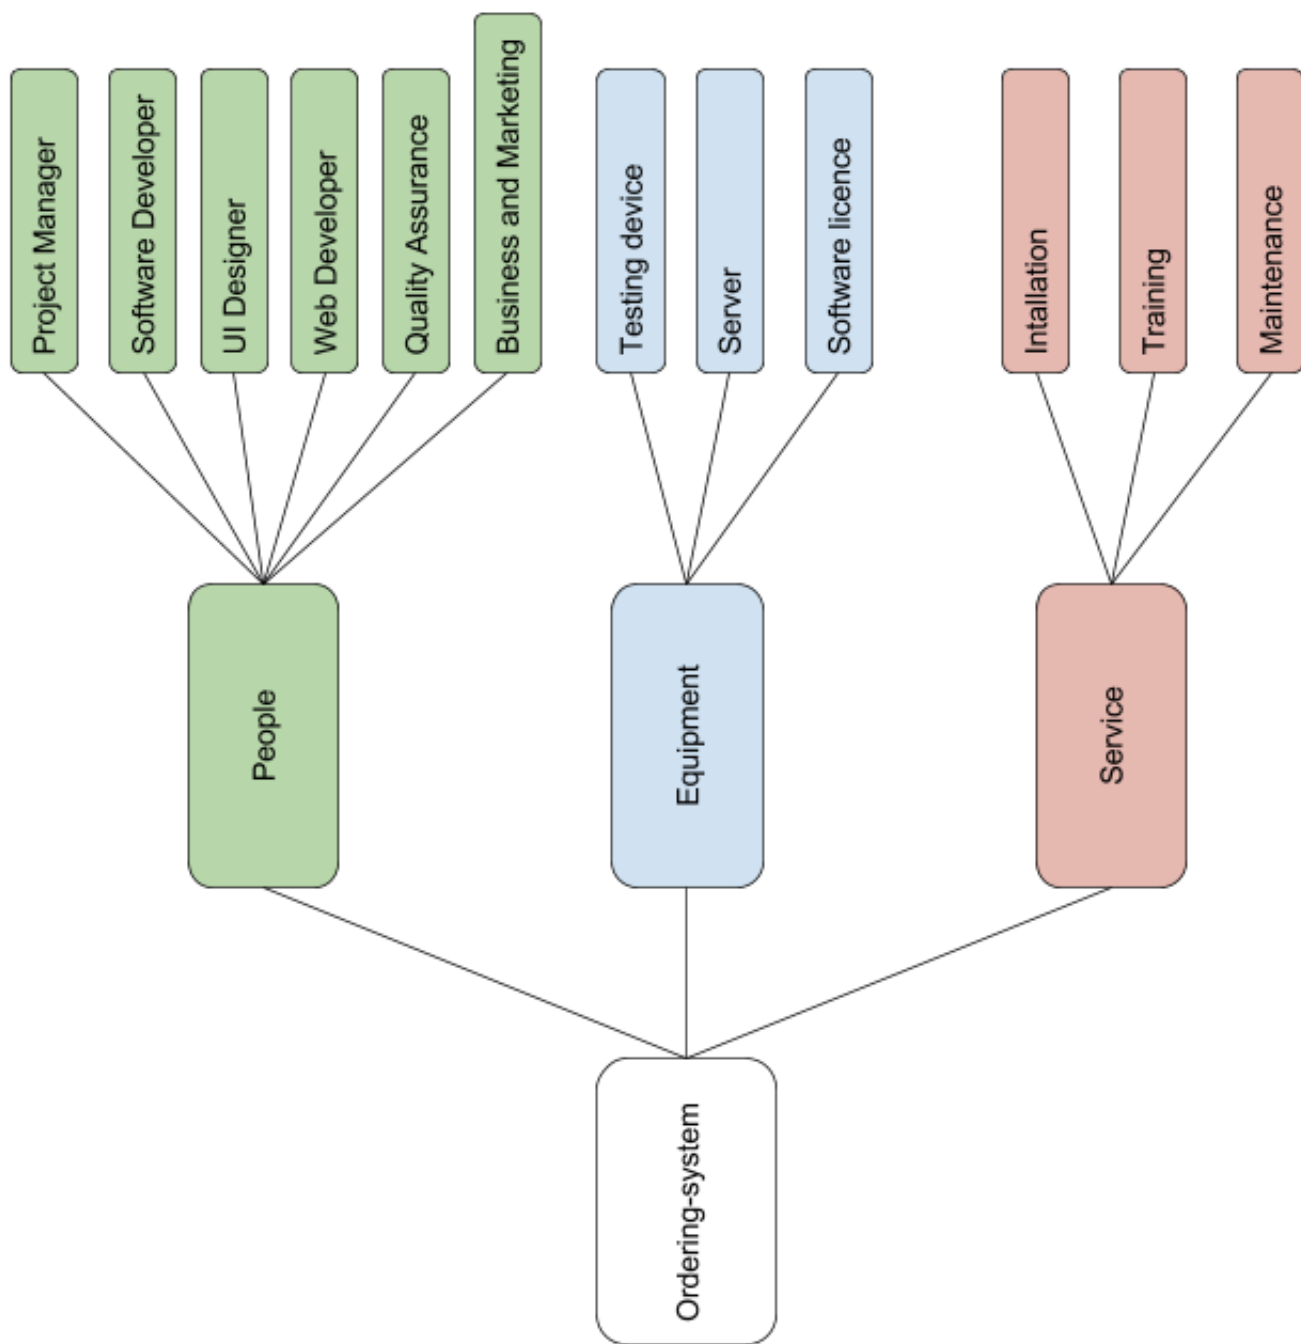 Ordering-system
People
Project Manager
Software Developer
UI Designer
Web Developer
Quality Assurance
Business and Marketing
Equipment
Testing device
Server
Software licence
Service
Intallation
Training
Maintenance